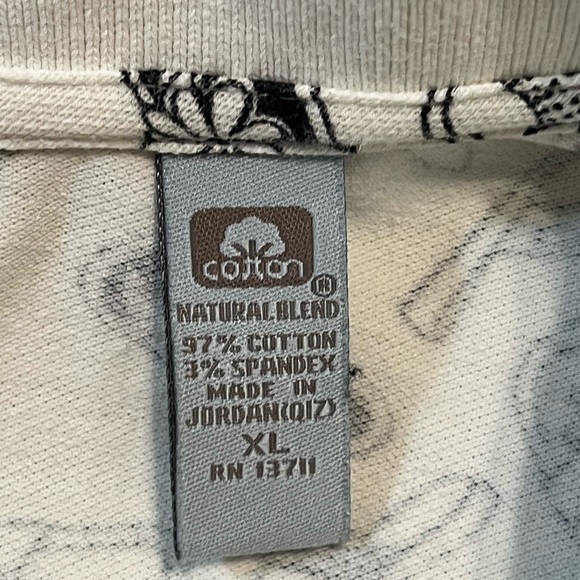 cotton
®
NATURAL BLEND
97% COTTON
3% SPANDEX
MADE IN
JORDAN(QIZ)
XL
RN 13711